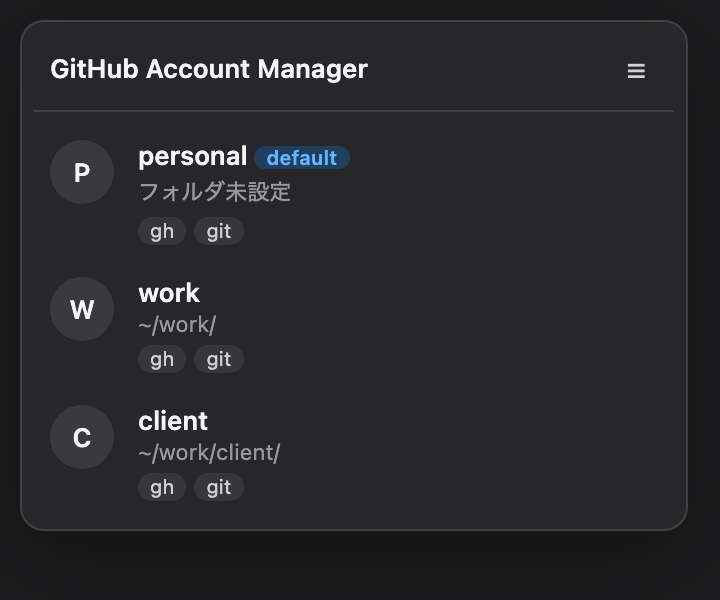 GitHub Account Manager
P
personal default
フォルダ未設定
gh git
W
work
~/work/
gh git
C
client
~/work/client/
gh git